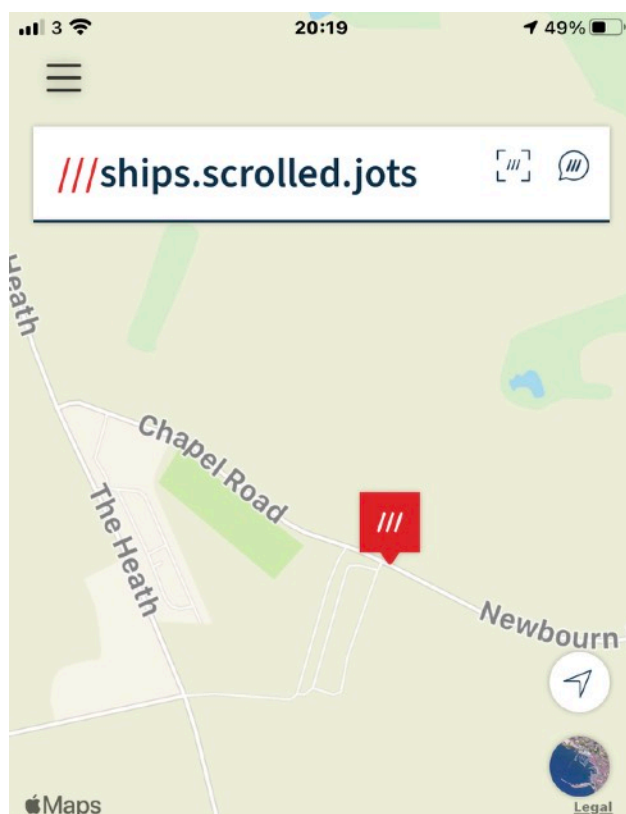 3 20:19 49%
///ships.scrolled.jots
Heath
Chapel Road
The Heath
Newbourn
Maps
Legal